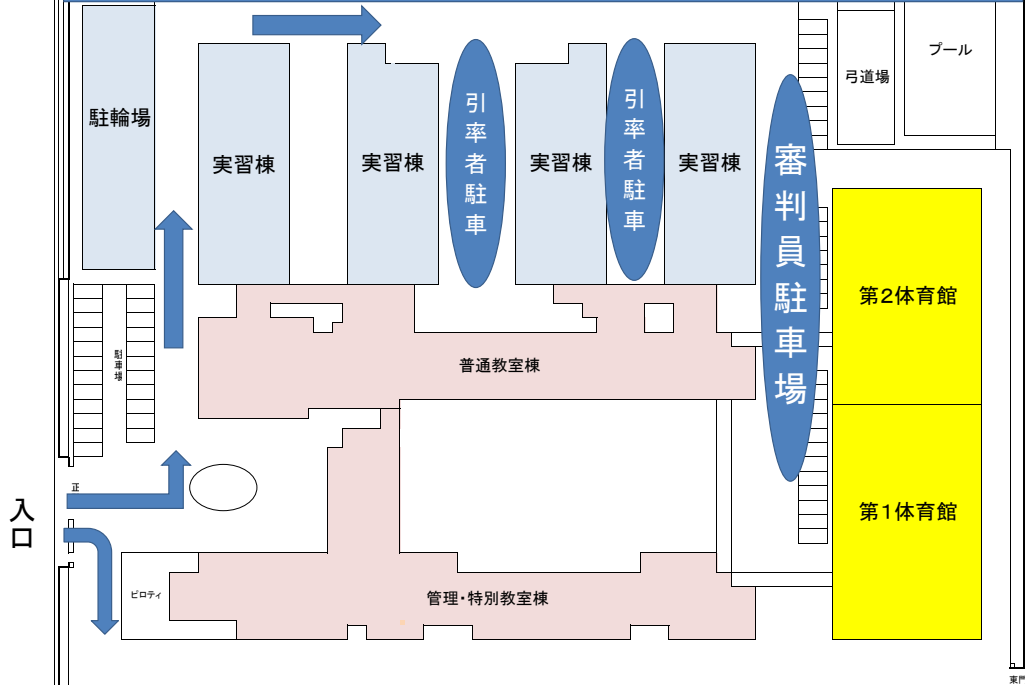 プール
弓道場
駐輪場
実習棟
実習棟
引率者駐車
実習棟
引率者駐車
実習棟
審判員駐車場
第2体育館
駐車場
普通教室棟
正
入口
第1体育館
ピロティ
管理・特別教室棟
東門